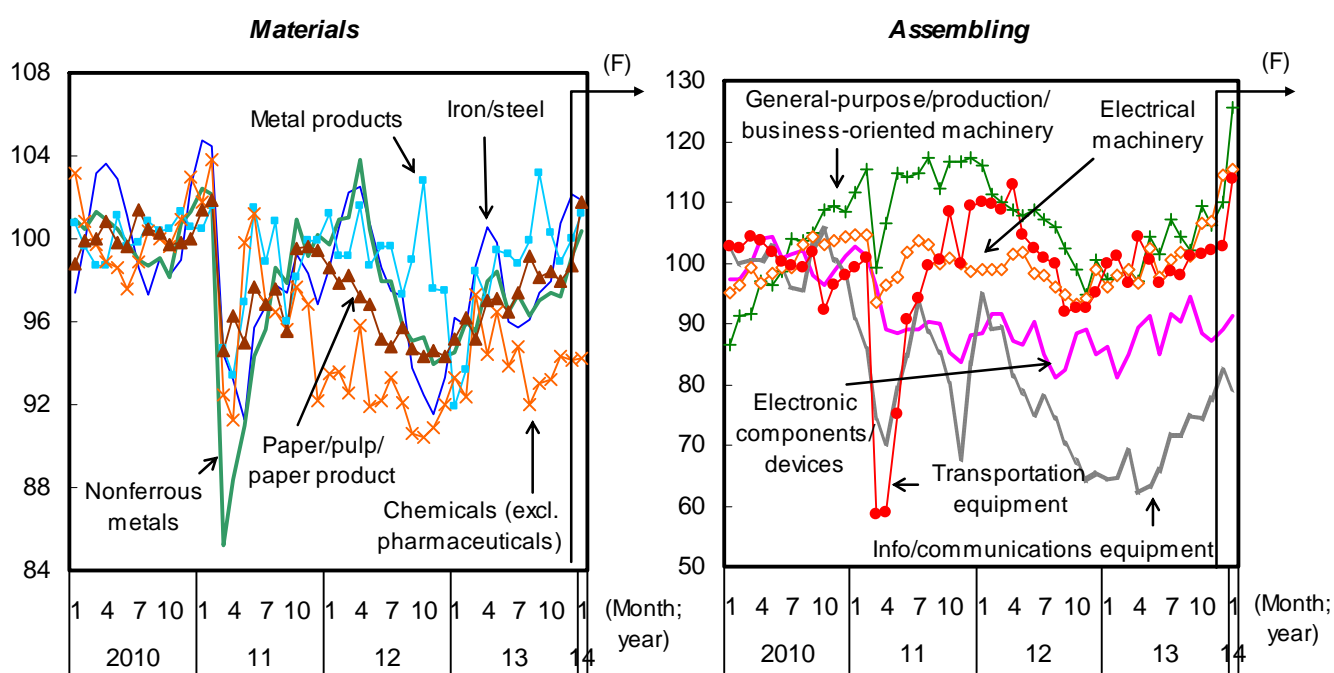 Materials
(F)
108
104
100
96
92
88
84
Metal products
Iron/steel
Paper/pulp/
paper product
Nonferrous
metals
Chemicals (excl.
pharmaceuticals)
1 4 7 10 1 4 7 10 1 4 7 10 1 4 7 10 1
2010 11 12 13 14
(Month;
year)
Assembling
(F)
130
120
110
100
90
80
70
60
50
General-purpose/production/
business-oriented machinery
Electrical
machinery
Electronic
components/
devices
Transportation
equipment
Info/communications equipment
1 4 7 10 1 4 7 10 1 4 7 10 1 4 7 10 1
2010 11 12 13 14
(Month;
year)